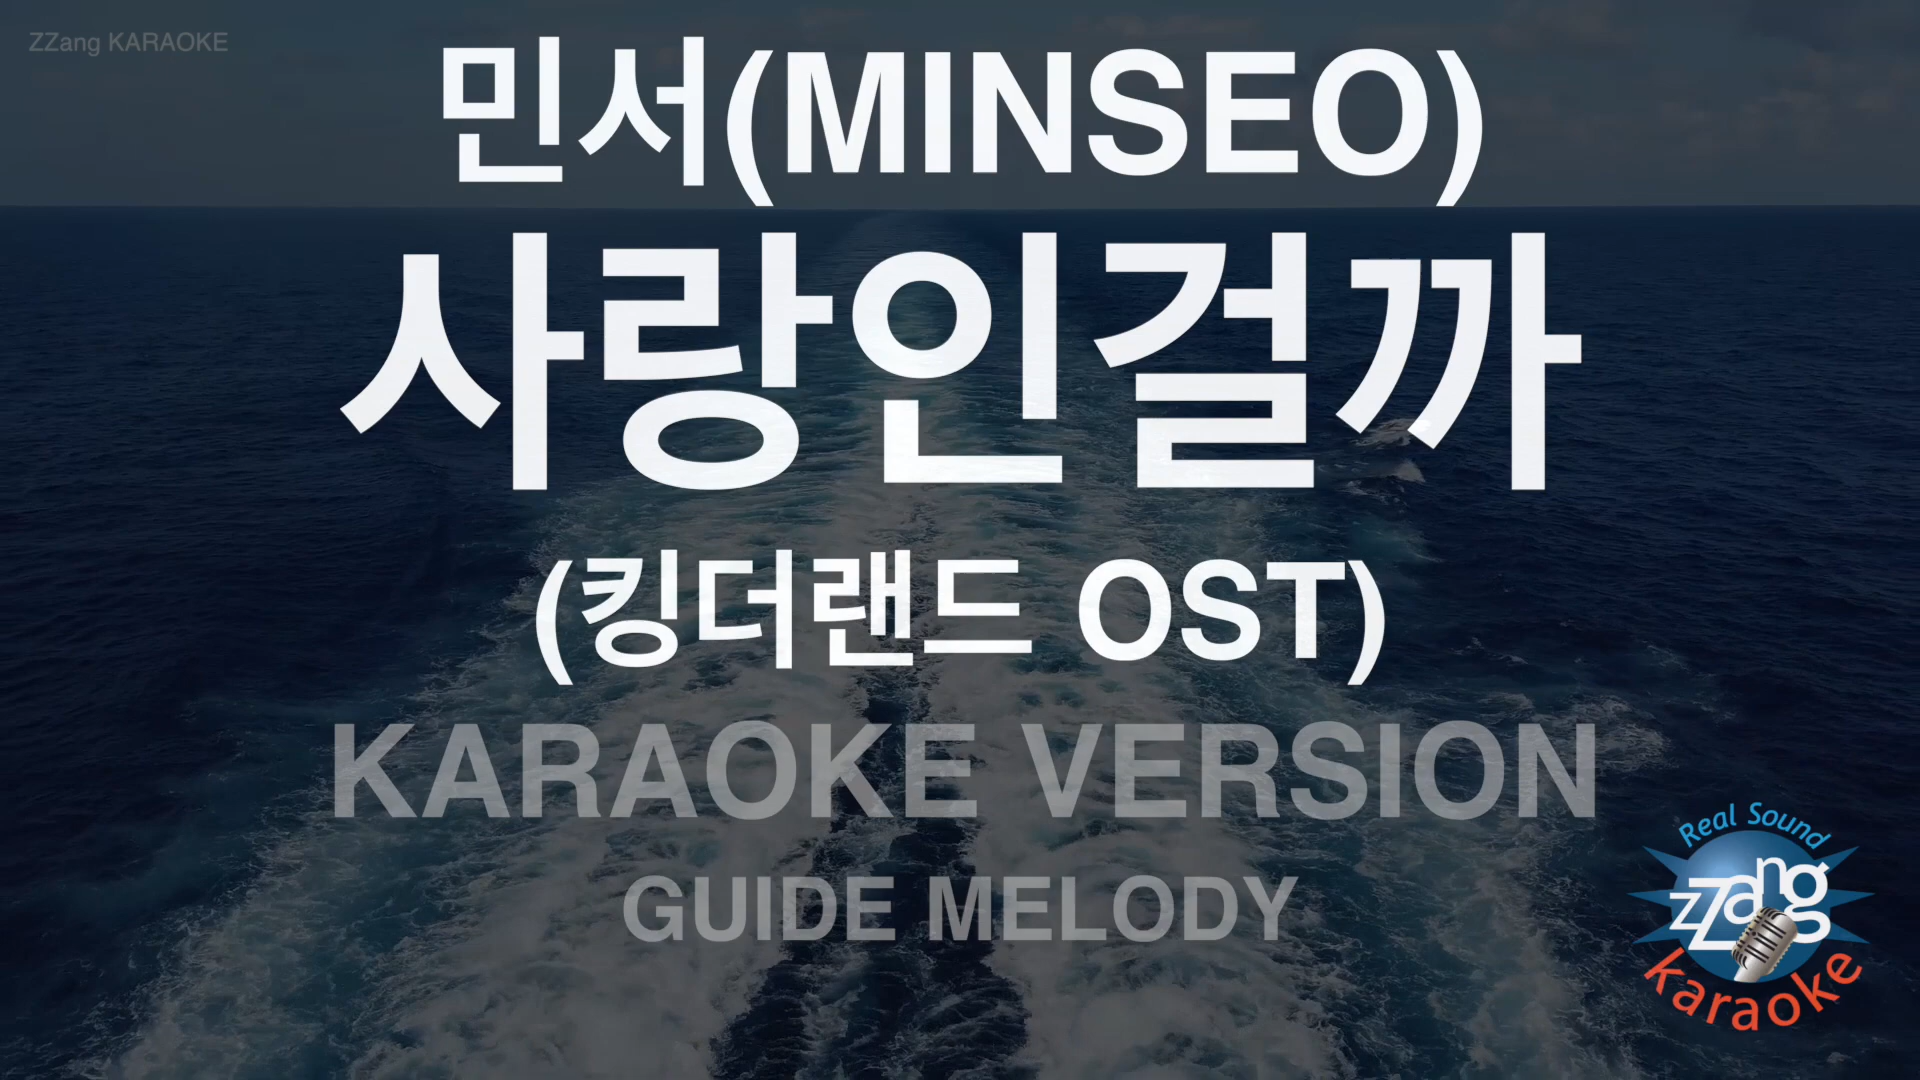 ZZang KARAOKE
민서(MINSEO)
사랑인걸까
(킹더랜드 OST)
KARAOKE VERSION
GUIDE MELODY
Real Sound
zZang
karaoke